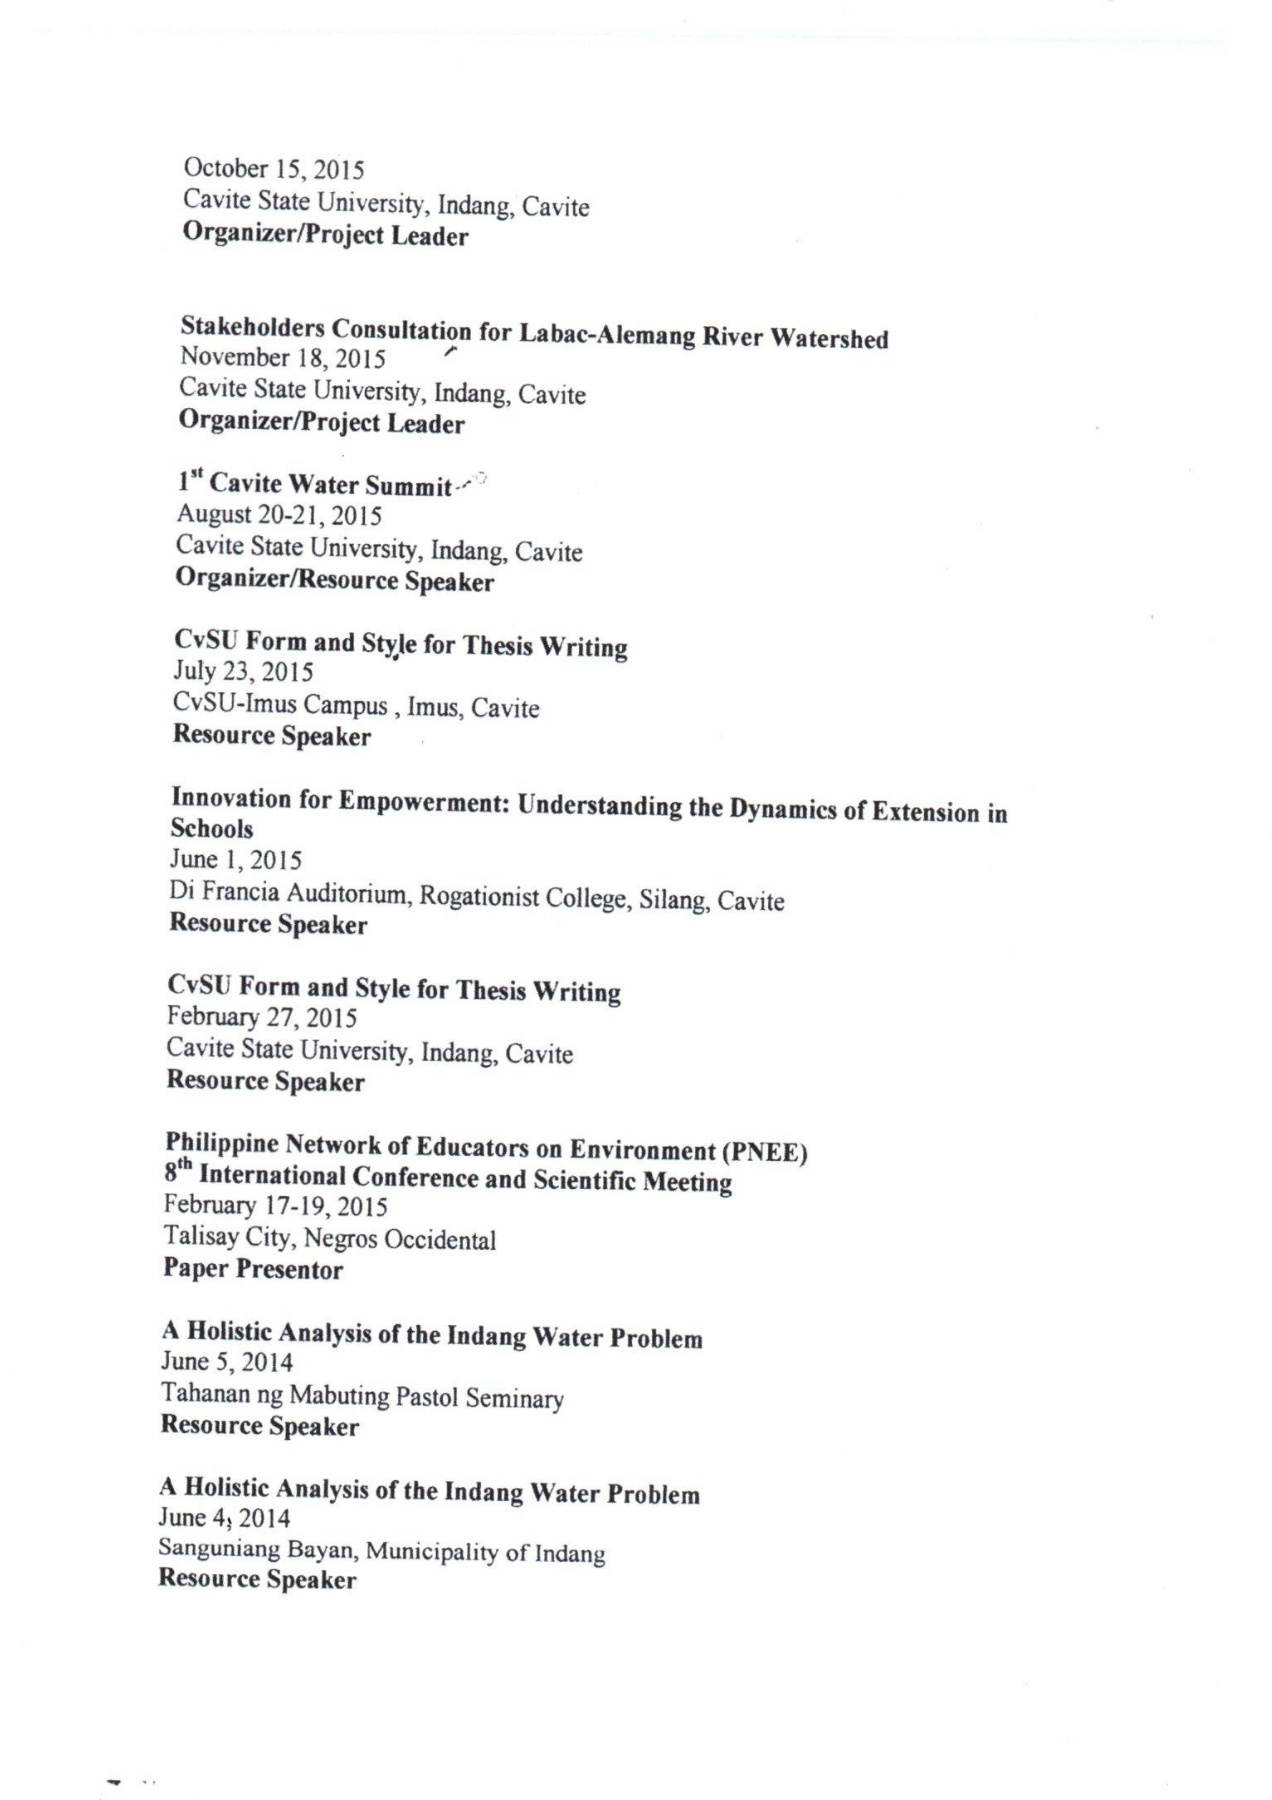 October 15, 2015
Cavite State University, Indang, Cavite
Organizer/Project Leader
Stakeholders Consultation for Labac-Alemang River Watershed
November 18, 2015
Cavite State University, Indang, Cavite
Organizer/Project Leader
1st Cavite Water Summit
August 20-21, 2015
Cavite State University, Indang, Cavite
Organizer/Resource Speaker
CvSU Form and Style for Thesis Writing
July 23, 2015
CvSU-Imus Campus , Imus, Cavite
Resource Speaker
Innovation for Empowerment: Understanding the Dynamics of Extension in
Schools
June 1, 2015
Di Francia Auditorium, Rogationist College, Silang, Cavite
Resource Speaker
CvSU Form and Style for Thesis Writing
February 27, 2015
Cavite State University, Indang, Cavite
Resource Speaker
Philippine Network of Educators on Environment (PNEE)
8th International Conference and Scientific Meeting
February 17-19, 2015
Talisay City, Negros Occidental
Paper Presentor
A Holistic Analysis of the Indang Water Problem
June 5, 2014
Tahanan ng Mabuting Pastol Seminary
Resource Speaker
A Holistic Analysis of the Indang Water Problem
June 4, 2014
Sanguniang Bayan, Municipality of Indang
Resource Speaker